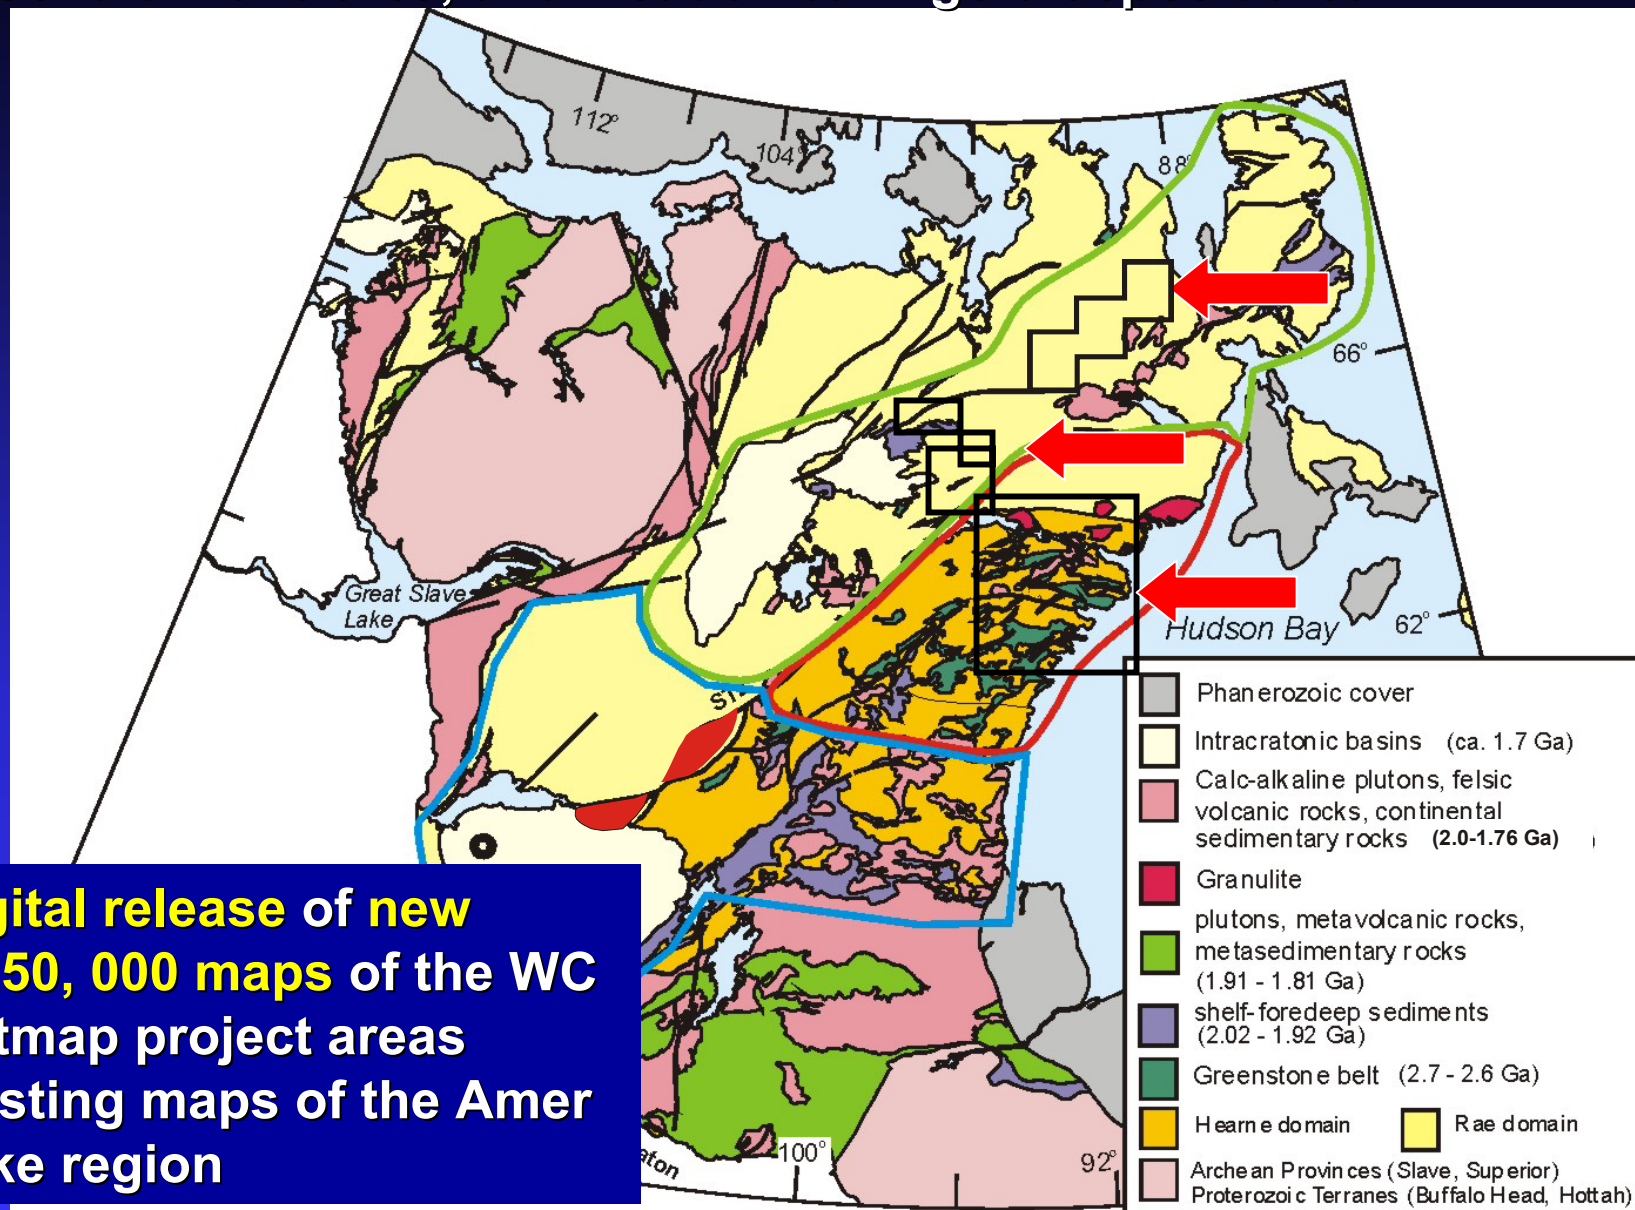 112°
104°
88°
66°
Great Slave
Lake
Hudson Bay
62°
Phanerozoic cover
Intracratonic basins (ca. 1.7 Ga)
Calc-alkaline plutons, felsic
volcanic rocks, continental
sedimentary rocks (2.0-1.76 Ga)
Granulite
plutons, metavolcanic rocks,
metasedimentary rocks
(1.91 - 1.81 Ga)
shelf-foredeep sediments
(2.02 - 1.92 Ga)
Greenstone belt (2.7 - 2.6 Ga)
Hearne domain
Rae domain
Archean Provinces (Slave, Superior)
Proterozoic Terranes (Buffalo Head, Hottah)
gital release of new
50, 000 maps of the WC
tmap project areas
sting maps of the Amer
ke region
aton
100°
92°